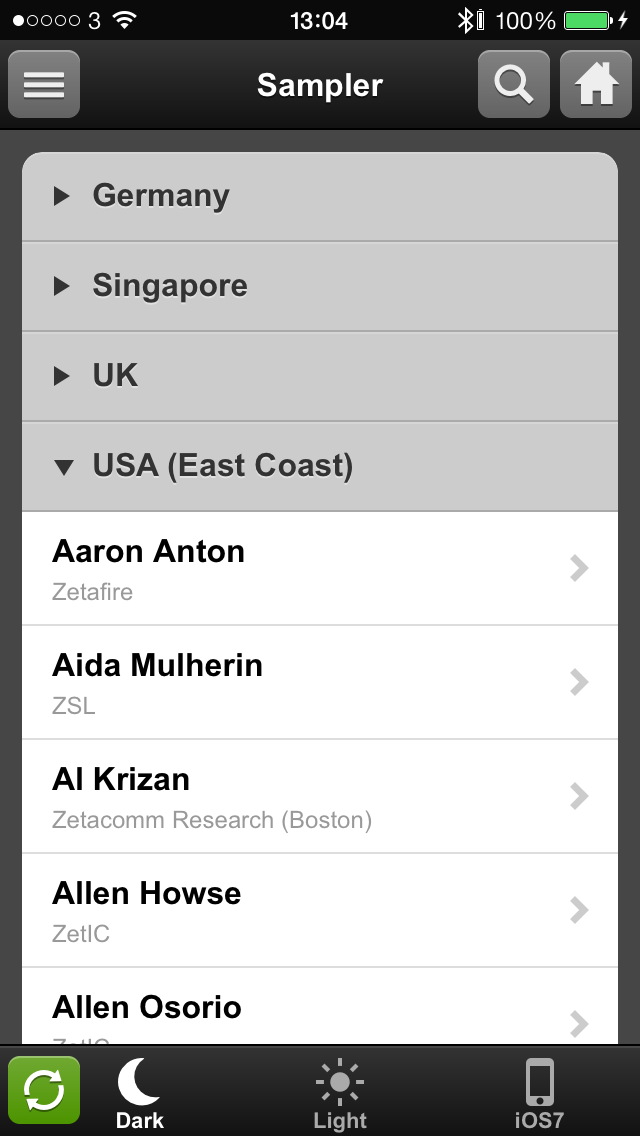 3 13:04 100%
Sampler
Germany
Singapore
UK
USA (East Coast)
Aaron Anton
Zetafire
Aida Mulherin
ZSL
Al Krizan
Zetacomm Research (Boston)
Allen Howse
ZetIC
Allen Osorio
ZetIC
Dark Light iOS7